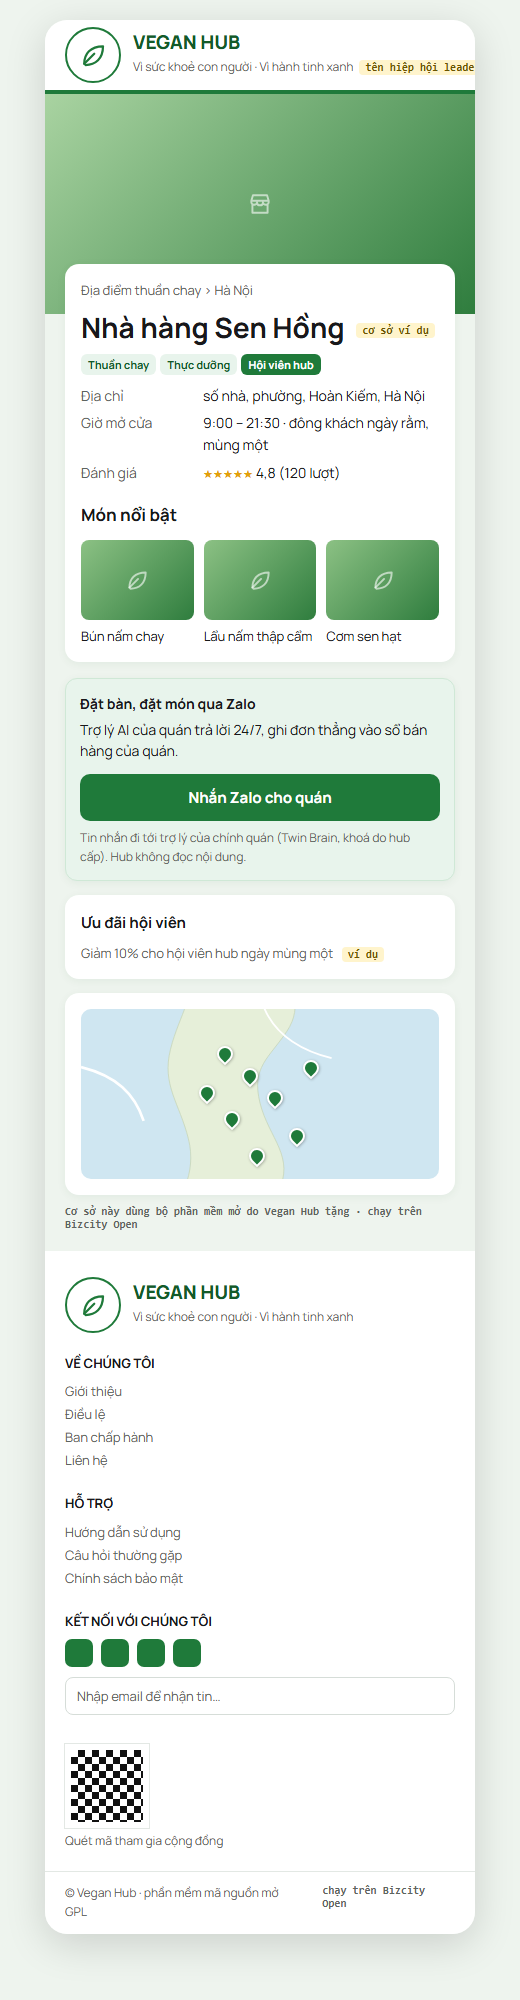 VEGAN HUB
Vì sức khoẻ con người · Vì hành tinh xanh tên hiệp hội leade
Địa điểm thuần chay › Hà Nội
Nhà hàng Sen Hồng cơ sở ví dụ
Thuần chay Thực dưỡng Hội viên hub
Địa chỉ số nhà, phường, Hoàn Kiếm, Hà Nội
Giờ mở cửa 9:00 – 21:30 · đông khách ngày rằm,
mùng một
Đánh giá ★★★★★ 4,8 (120 lượt)
Món nổi bật
Bún nấm chay Lẩu nấm thập cẩm Cơm sen hạt
Đặt bàn, đặt món qua Zalo
Trợ lý AI của quán trả lời 24/7, ghi đơn thẳng vào sổ bán
hàng của quán.
Nhắn Zalo cho quán
Tin nhắn đi tới trợ lý của chính quán (Twin Brain, khoá do hub
cấp). Hub không đọc nội dung.
Ưu đãi hội viên
Giảm 10% cho hội viên hub ngày mùng một ví dụ
Cơ sở này dùng bộ phần mềm mở do Vegan Hub tặng · chạy trên
Bizcity Open
VEGAN HUB
Vì sức khoẻ con người · Vì hành tinh xanh
VỀ CHÚNG TÔI
Giới thiệu
Điều lệ
Ban chấp hành
Liên hệ
HỖ TRỢ
Hướng dẫn sử dụng
Câu hỏi thường gặp
Chính sách bảo mật
KẾT NỐI VỚI CHÚNG TÔI
Nhập email để nhận tin...
Quét mã tham gia cộng đồng
© Vegan Hub · phần mềm mã nguồn mở chạy trên Bizcity
GPL Open